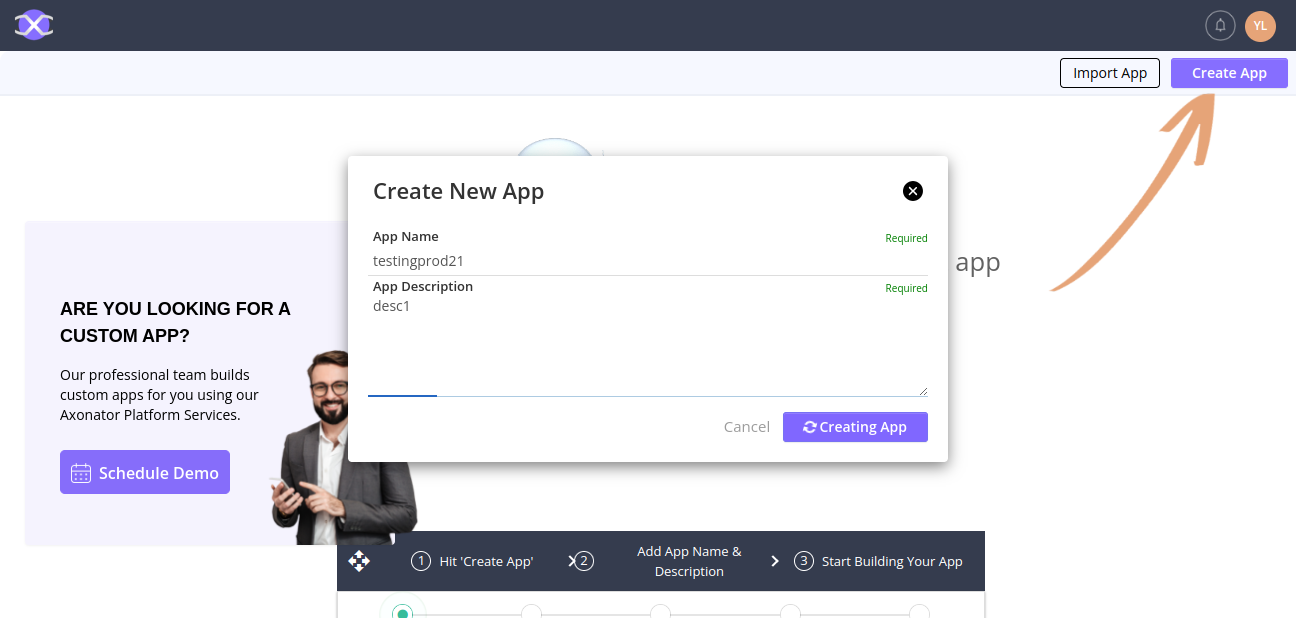 YL
Import App
Create App
Create New App
App Name
Required
testingprod21
App Description
Required
desc1
Cancel
Creating App
app
ARE YOU LOOKING FOR A
CUSTOM APP?
Our professional team builds
custom apps for you using our
Axonator Platform Services.
Schedule Demo
1 Hit 'Create App'
2 Add App Name &
Description
3 Start Building Your App